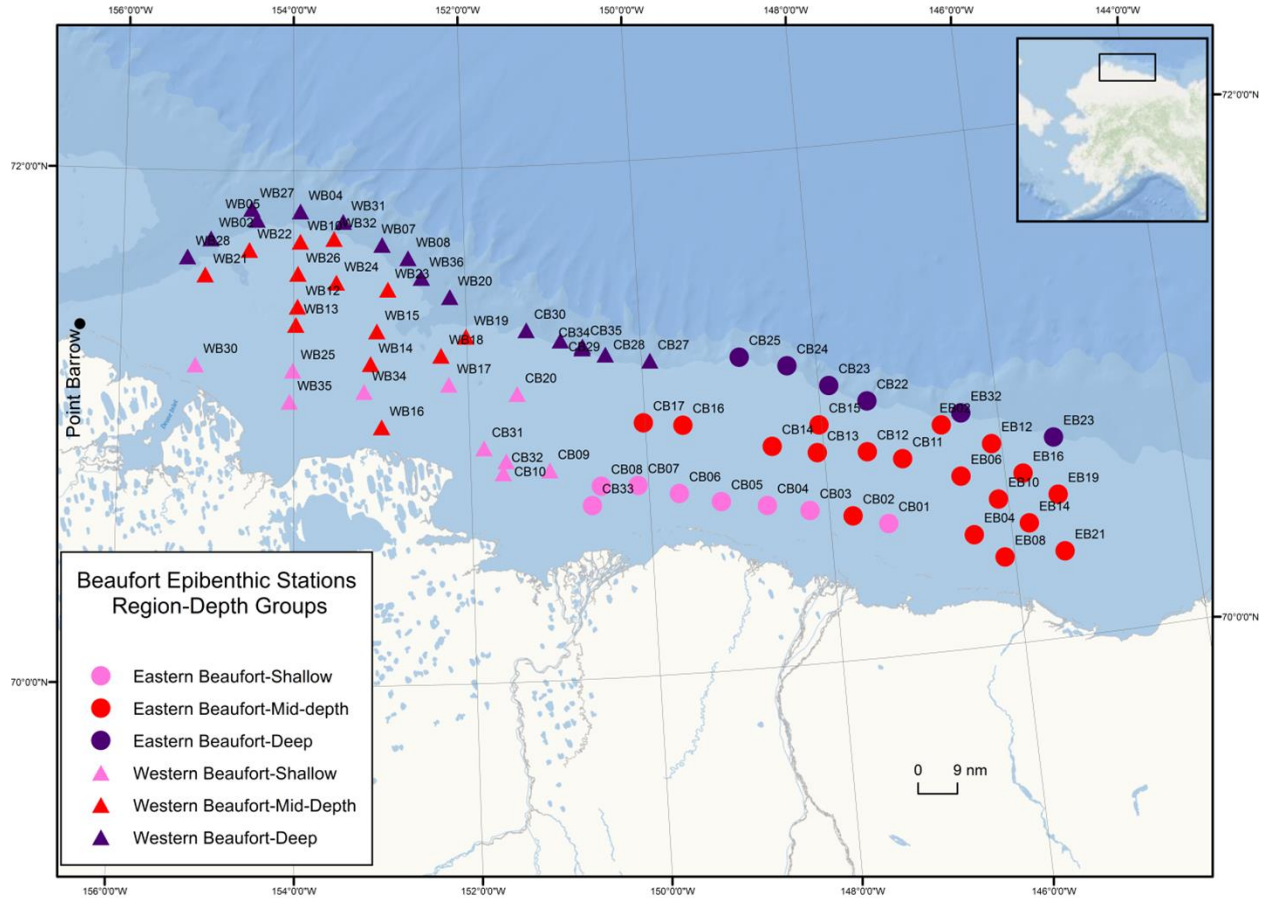 156°0'0"W 154°0'0"W 152°0'0"W 150°0'0"W 148°0'0"W 146°0'0"W 144°0'0"W
72°0'0"N
72°0'0"N
WB27 WB04
WB05 WB31
WB02 WB10 WB32 WB07
WB22 WB08
WB28
WB21 WB26 WB24 WB23 WB36
WB12 WB20
WB13 WB15 WB19 CB30
WB18 CB34 CB35
CB29 CB28 CB27 CB25
Point Barrow
WB30 WB25 WB14 CB24
WB34 WB17 CB20 CB23
WB35 CB22 EB32
WB16 CB17 CB16 CB15 EB02 EB12 EB23
CB31 CB14 CB13 CB12 CB11
CB32 CB09 EB06 EB16
CB10 CB08 CB07 EB10 EB19
CB33 CB06 CB05 CB04 CB03 CB02 CB01 EB04 EB14
EB08 EB21
70°0'0"N
70°0'0"N
Beaufort Epibenthic Stations
Region-Depth Groups
Eastern Beaufort-Shallow
Eastern Beaufort-Mid-depth
Eastern Beaufort-Deep
Western Beaufort-Shallow
Western Beaufort-Mid-Depth
Western Beaufort-Deep
0 9 nm
156°0'0"W 154°0'0"W 152°0'0"W 150°0'0"W 148°0'0"W 146°0'0"W